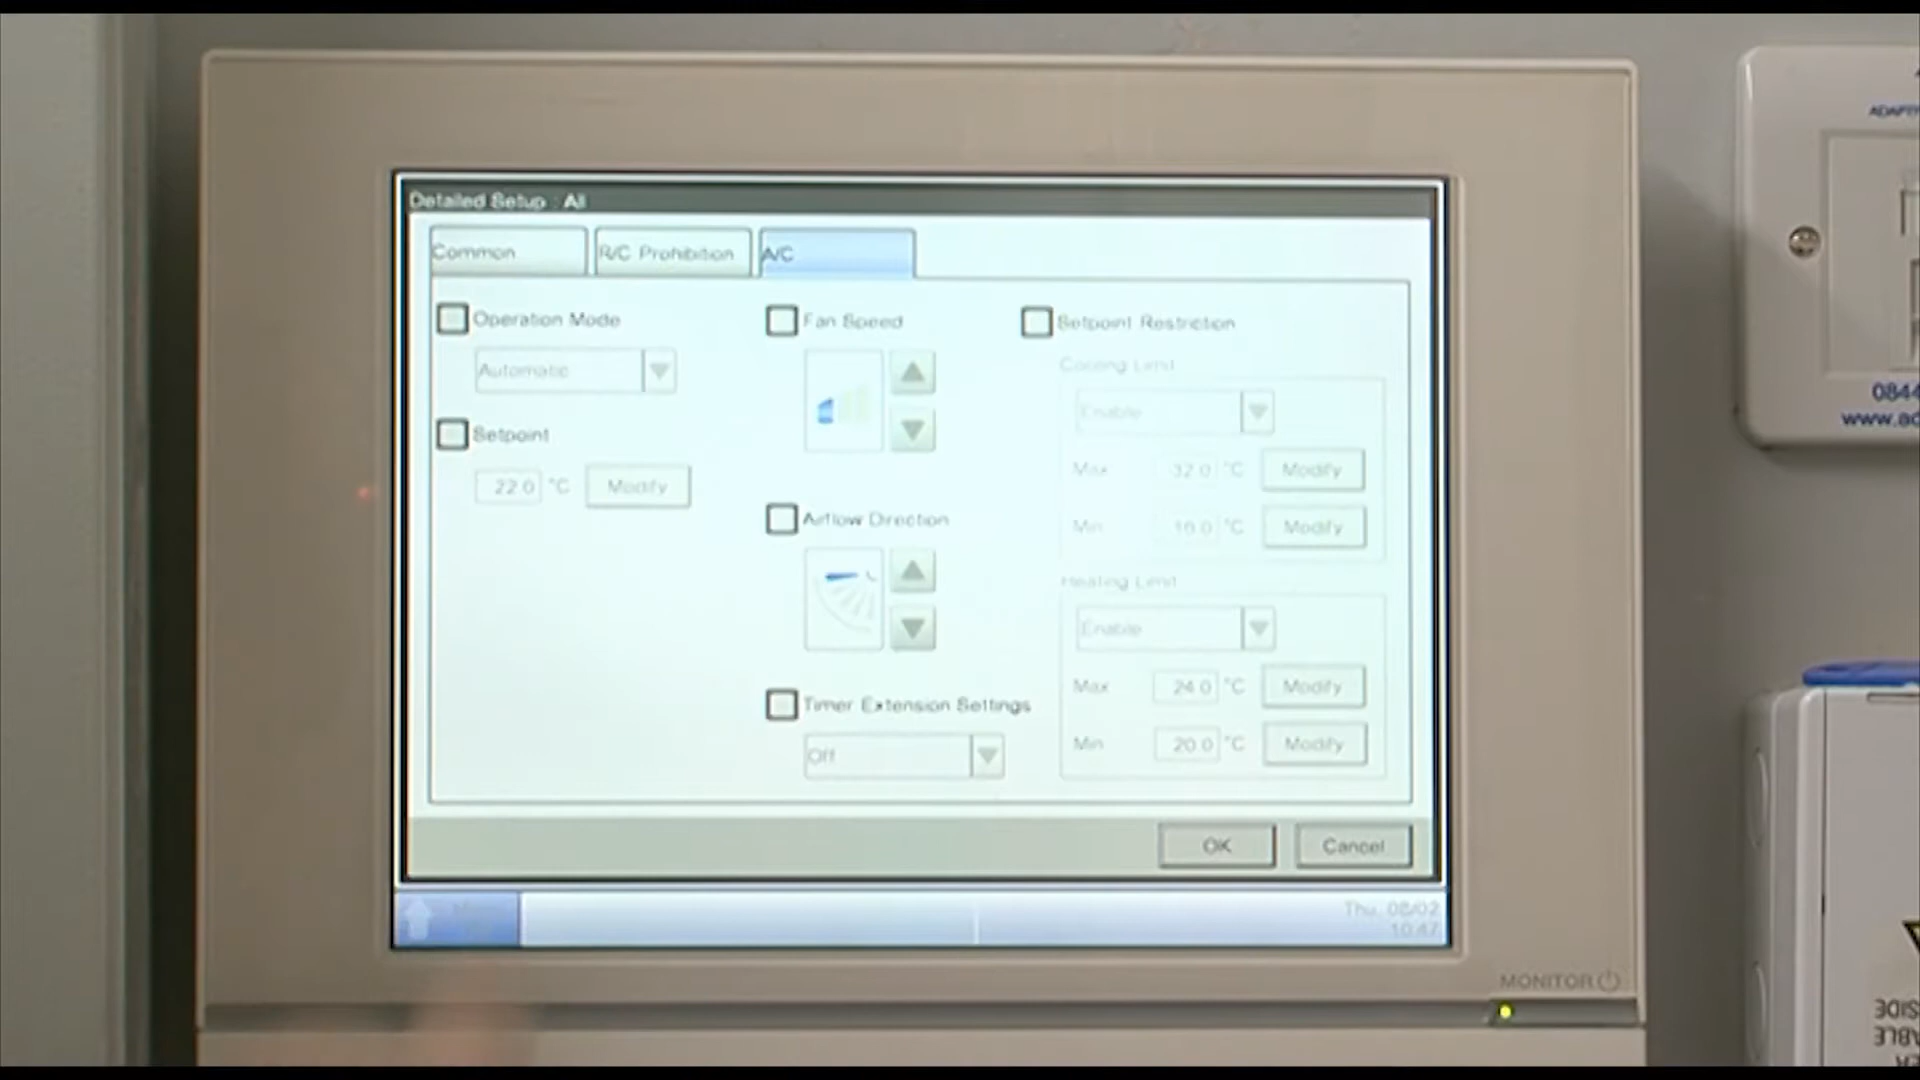 Detailed Setup : All
Common
R/C Prohibition
A/C
Operation Mode
Automatic
Setpoint
22.0 °C
Modify
Fan Speed
Airflow Direction
Timer Extension Settings
Off
Setpoint Restriction
Cooling Limit
Enable
Max 32.0 °C Modify
Min 16.0 °C Modify
Heating Limit
Enable
Max 24.0 °C Modify
Min 20.0 °C Modify
OK
Cancel
Thu, 08/02
10:47
MONITOR
0844
www.ad